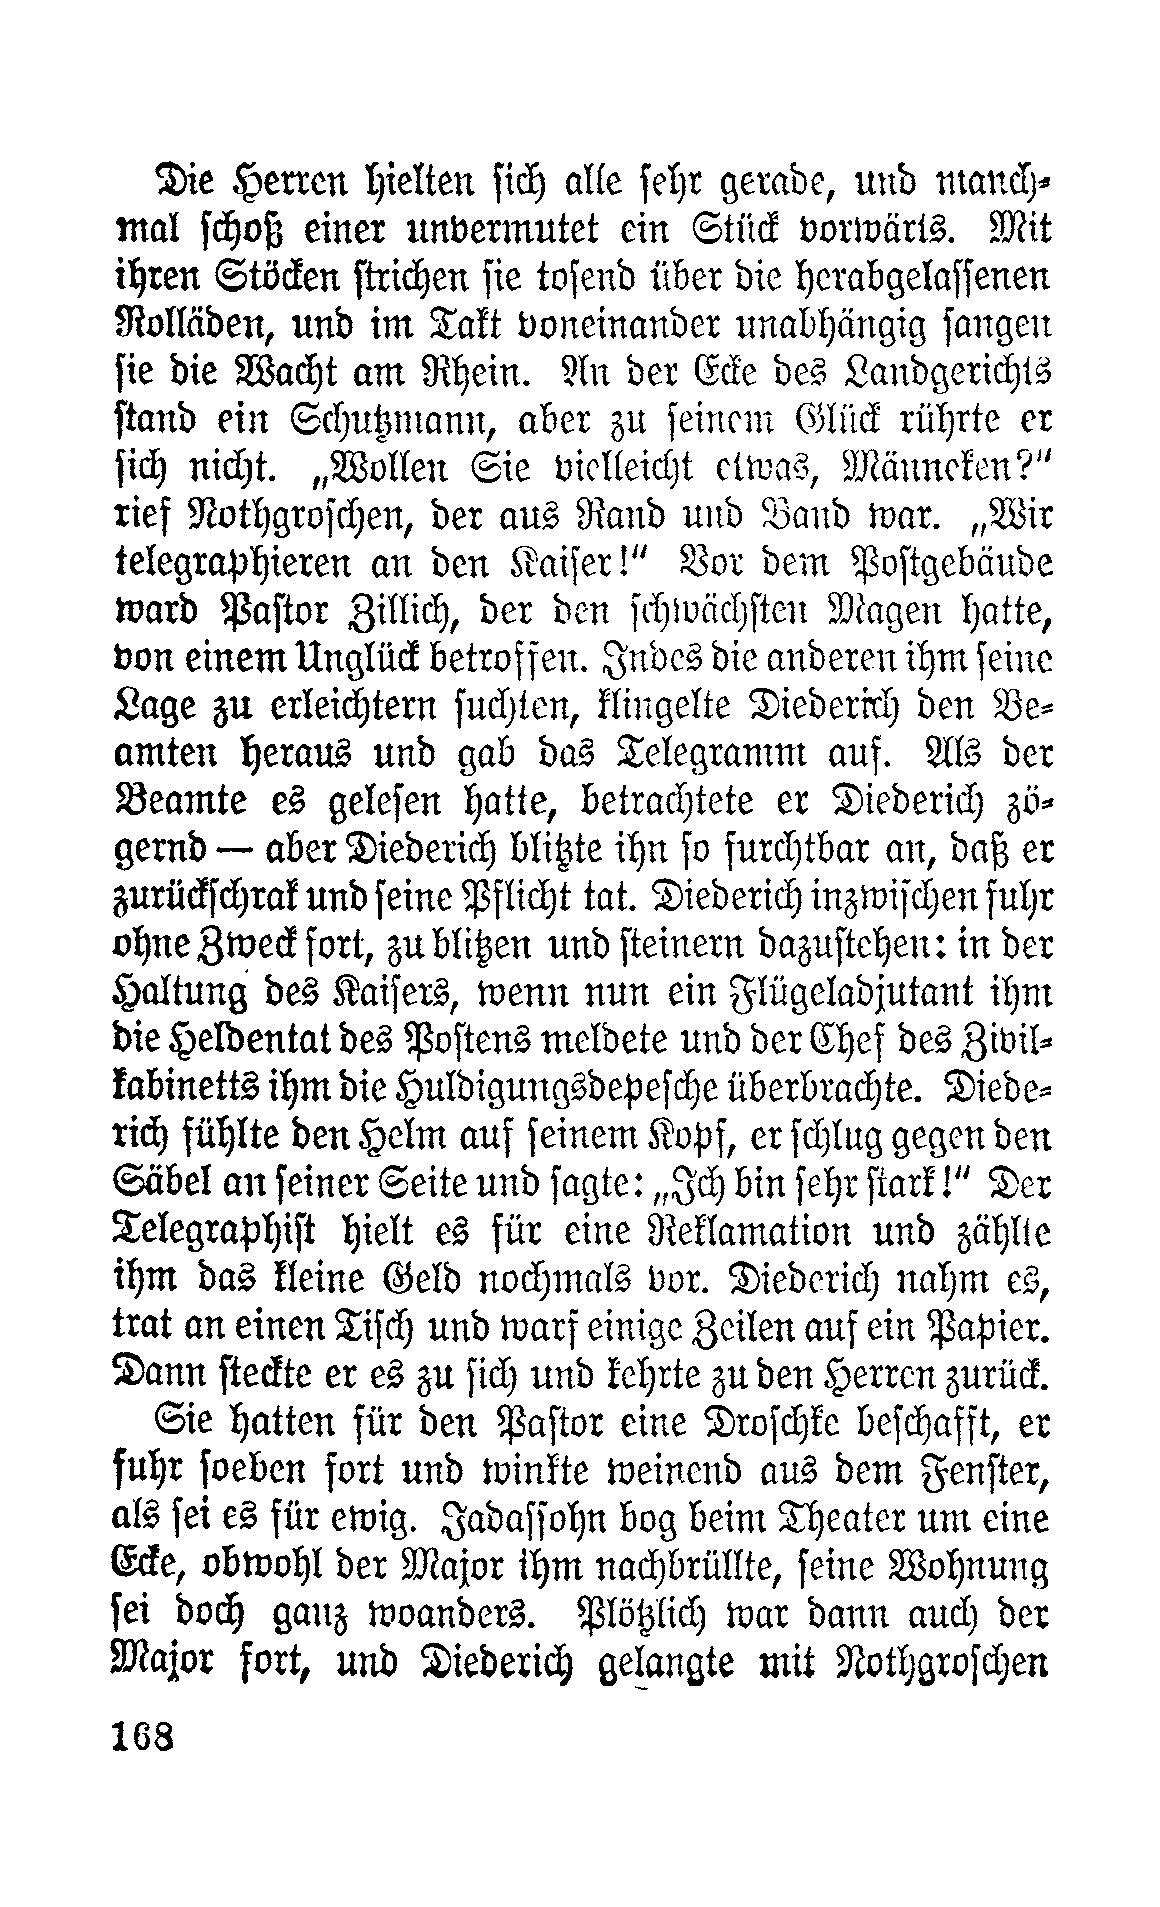 Die Herren hielten sich alle sehr gerade, und manch-
mal schoß einer unvermutet ein Stück vorwärts. Mit
ihren Stöcken strichen sie tosend über die herabgelassenen
Rolläden, und im Takt voneinander unabhängig sangen
sie die Wacht am Rhein. An der Ecke des Landgerichts
stand ein Schutzmann, aber zu seinem Glück rührte er
sich nicht. „Wollen Sie vielleicht etwas, Männeken?“
rief Nothgroschen, der aus Rand und Band war. „Wir
telegraphieren an den Kaiser!“ Vor dem Postgebäude
ward Pastor Zillich, der den schwächsten Magen hatte,
von einem Unglück betroffen. Indes die anderen ihm seine
Lage zu erleichtern suchten, klingelte Diederich den Be-
amten heraus und gab das Telegramm auf. Als der
Beamte es gelesen hatte, betrachtete er Diederich zö-
gernd — aber Diederich blitzte ihn so furchtbar an, daß er
zurückschrak und seine Pflicht tat. Diederich inzwischen fuhr
ohne Zweck fort, zu blitzen und steinern dazustehen: in der
Haltung des Kaisers, wenn nun ein Flügeladjutant ihm
die Heldentat des Postens meldete und der Chef des Zivil-
kabinetts ihm die Huldigungsdepesche überbrachte. Diede-
rich fühlte den Helm auf seinem Kopf, er schlug gegen den
Säbel an seiner Seite und sagte: „Ich bin sehr stark!“ Der
Telegraphist hielt es für eine Reklamation und zählte
ihm das kleine Geld nochmals vor. Diederich nahm es,
trat an einen Tisch und warf einige Zeilen auf ein Papier.
Dann steckte er es zu sich und kehrte zu den Herren zurück.
Sie hatten für den Pastor eine Droschke beschafft, er
fuhr soeben fort und winkte weinend aus dem Fenster,
als sei es für ewig. Jadassohn bog beim Theater um eine
Ecke, obwohl der Major ihm nachbrüllte, seine Wohnung
sei doch ganz woanders. Plötzlich war dann auch der
Major fort, und Diederich gelangte mit Nothgroschen
168